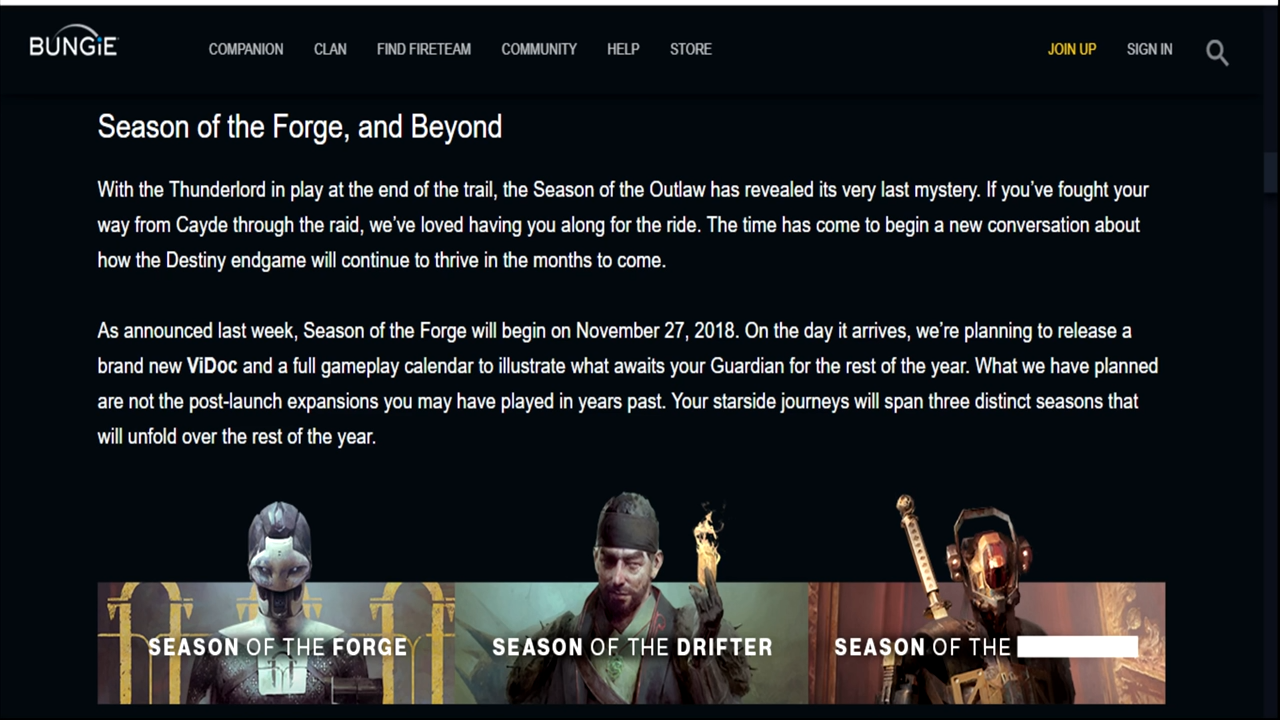 BUNGiE
COMPANION CLAN FIND FIRETEAM COMMUNITY HELP STORE JOIN UP SIGN IN
Season of the Forge, and Beyond
With the Thunderlord in play at the end of the trail, the Season of the Outlaw has revealed its very last mystery. If you’ve fought your
way from Cayde through the raid, we’ve loved having you along for the ride. The time has come to begin a new conversation about
how the Destiny endgame will continue to thrive in the months to come.
As announced last week, Season of the Forge will begin on November 27, 2018. On the day it arrives, we’re planning to release a
brand new ViDoc and a full gameplay calendar to illustrate what awaits your Guardian for the rest of the year. What we have planned
are not the post-launch expansions you may have played in years past. Your starside journeys will span three distinct seasons that
will unfold over the rest of the year.
SEASON OF THE FORGE
SEASON OF THE DRIFTER
SEASON OF THE